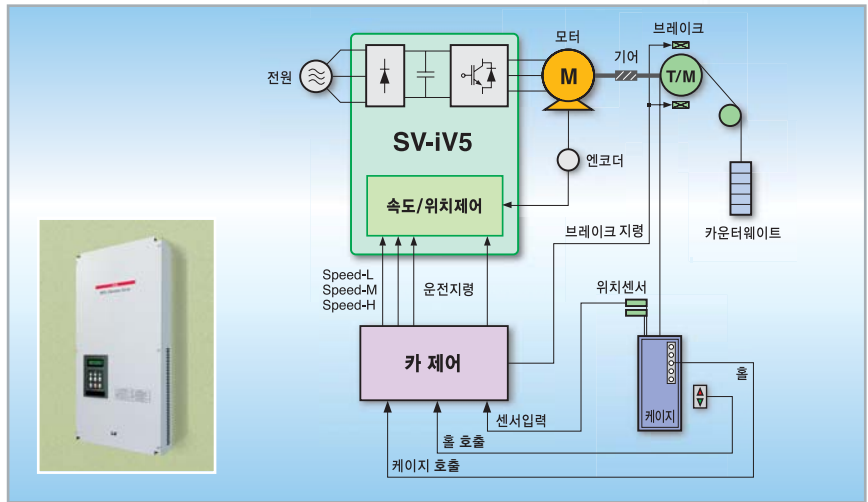 브레이크
모터
기어
전원
M
T/M
SV-iV5
엔코더
속도/위치제어
카운터웨이트
브레이크 지령
Speed-L
Speed-M
Speed-H
운전지령
위치센서
카 제어
홀
케이지
센서입력
홀 호출
케이지 호출